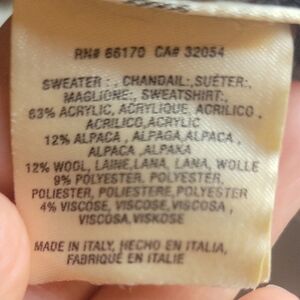 RN# 66170 CA# 32054
SWEATER : , CHANDAIL:,SUÉTER:,
MAGLIONE:, SWEATSHIRT:,
63% ACRYLIC, ACRYLIQUE, ACRILICO ,
ACRILICO,ACRYLIC
12% ALPACA , ALPAGA,ALPACA ,
ALPACA ,ALPAKA
12% WOOL, LAINE,LANA, LANA, WOLLE
9% POLYESTER, POLYESTER,
POLIESTER, POLIESTERE,POLYESTER
4% VISCOSE, VISCOSE,VISCOSA ,
VISCOSA,VISKOSE
MADE IN ITALY, HECHO EN ITALIA,
FABRIQUÉ EN ITALIE